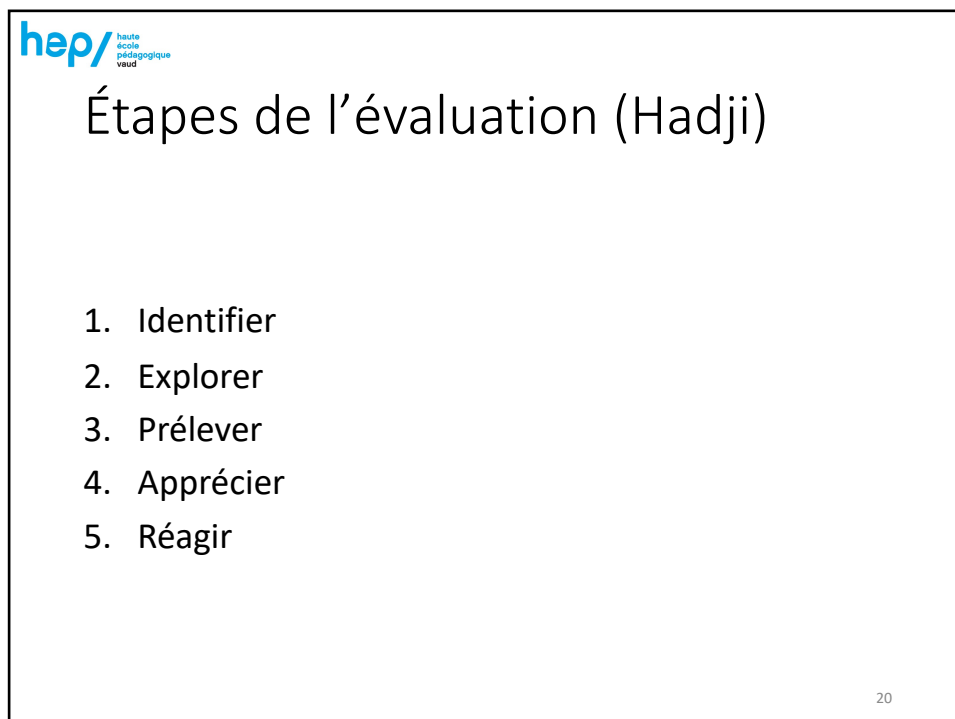 hep/
haute
école
pédagogique
vaud
Étapes de l’évaluation (Hadji)
1. Identifier
2. Explorer
3. Prélever
4. Apprécier
5. Réagir
20